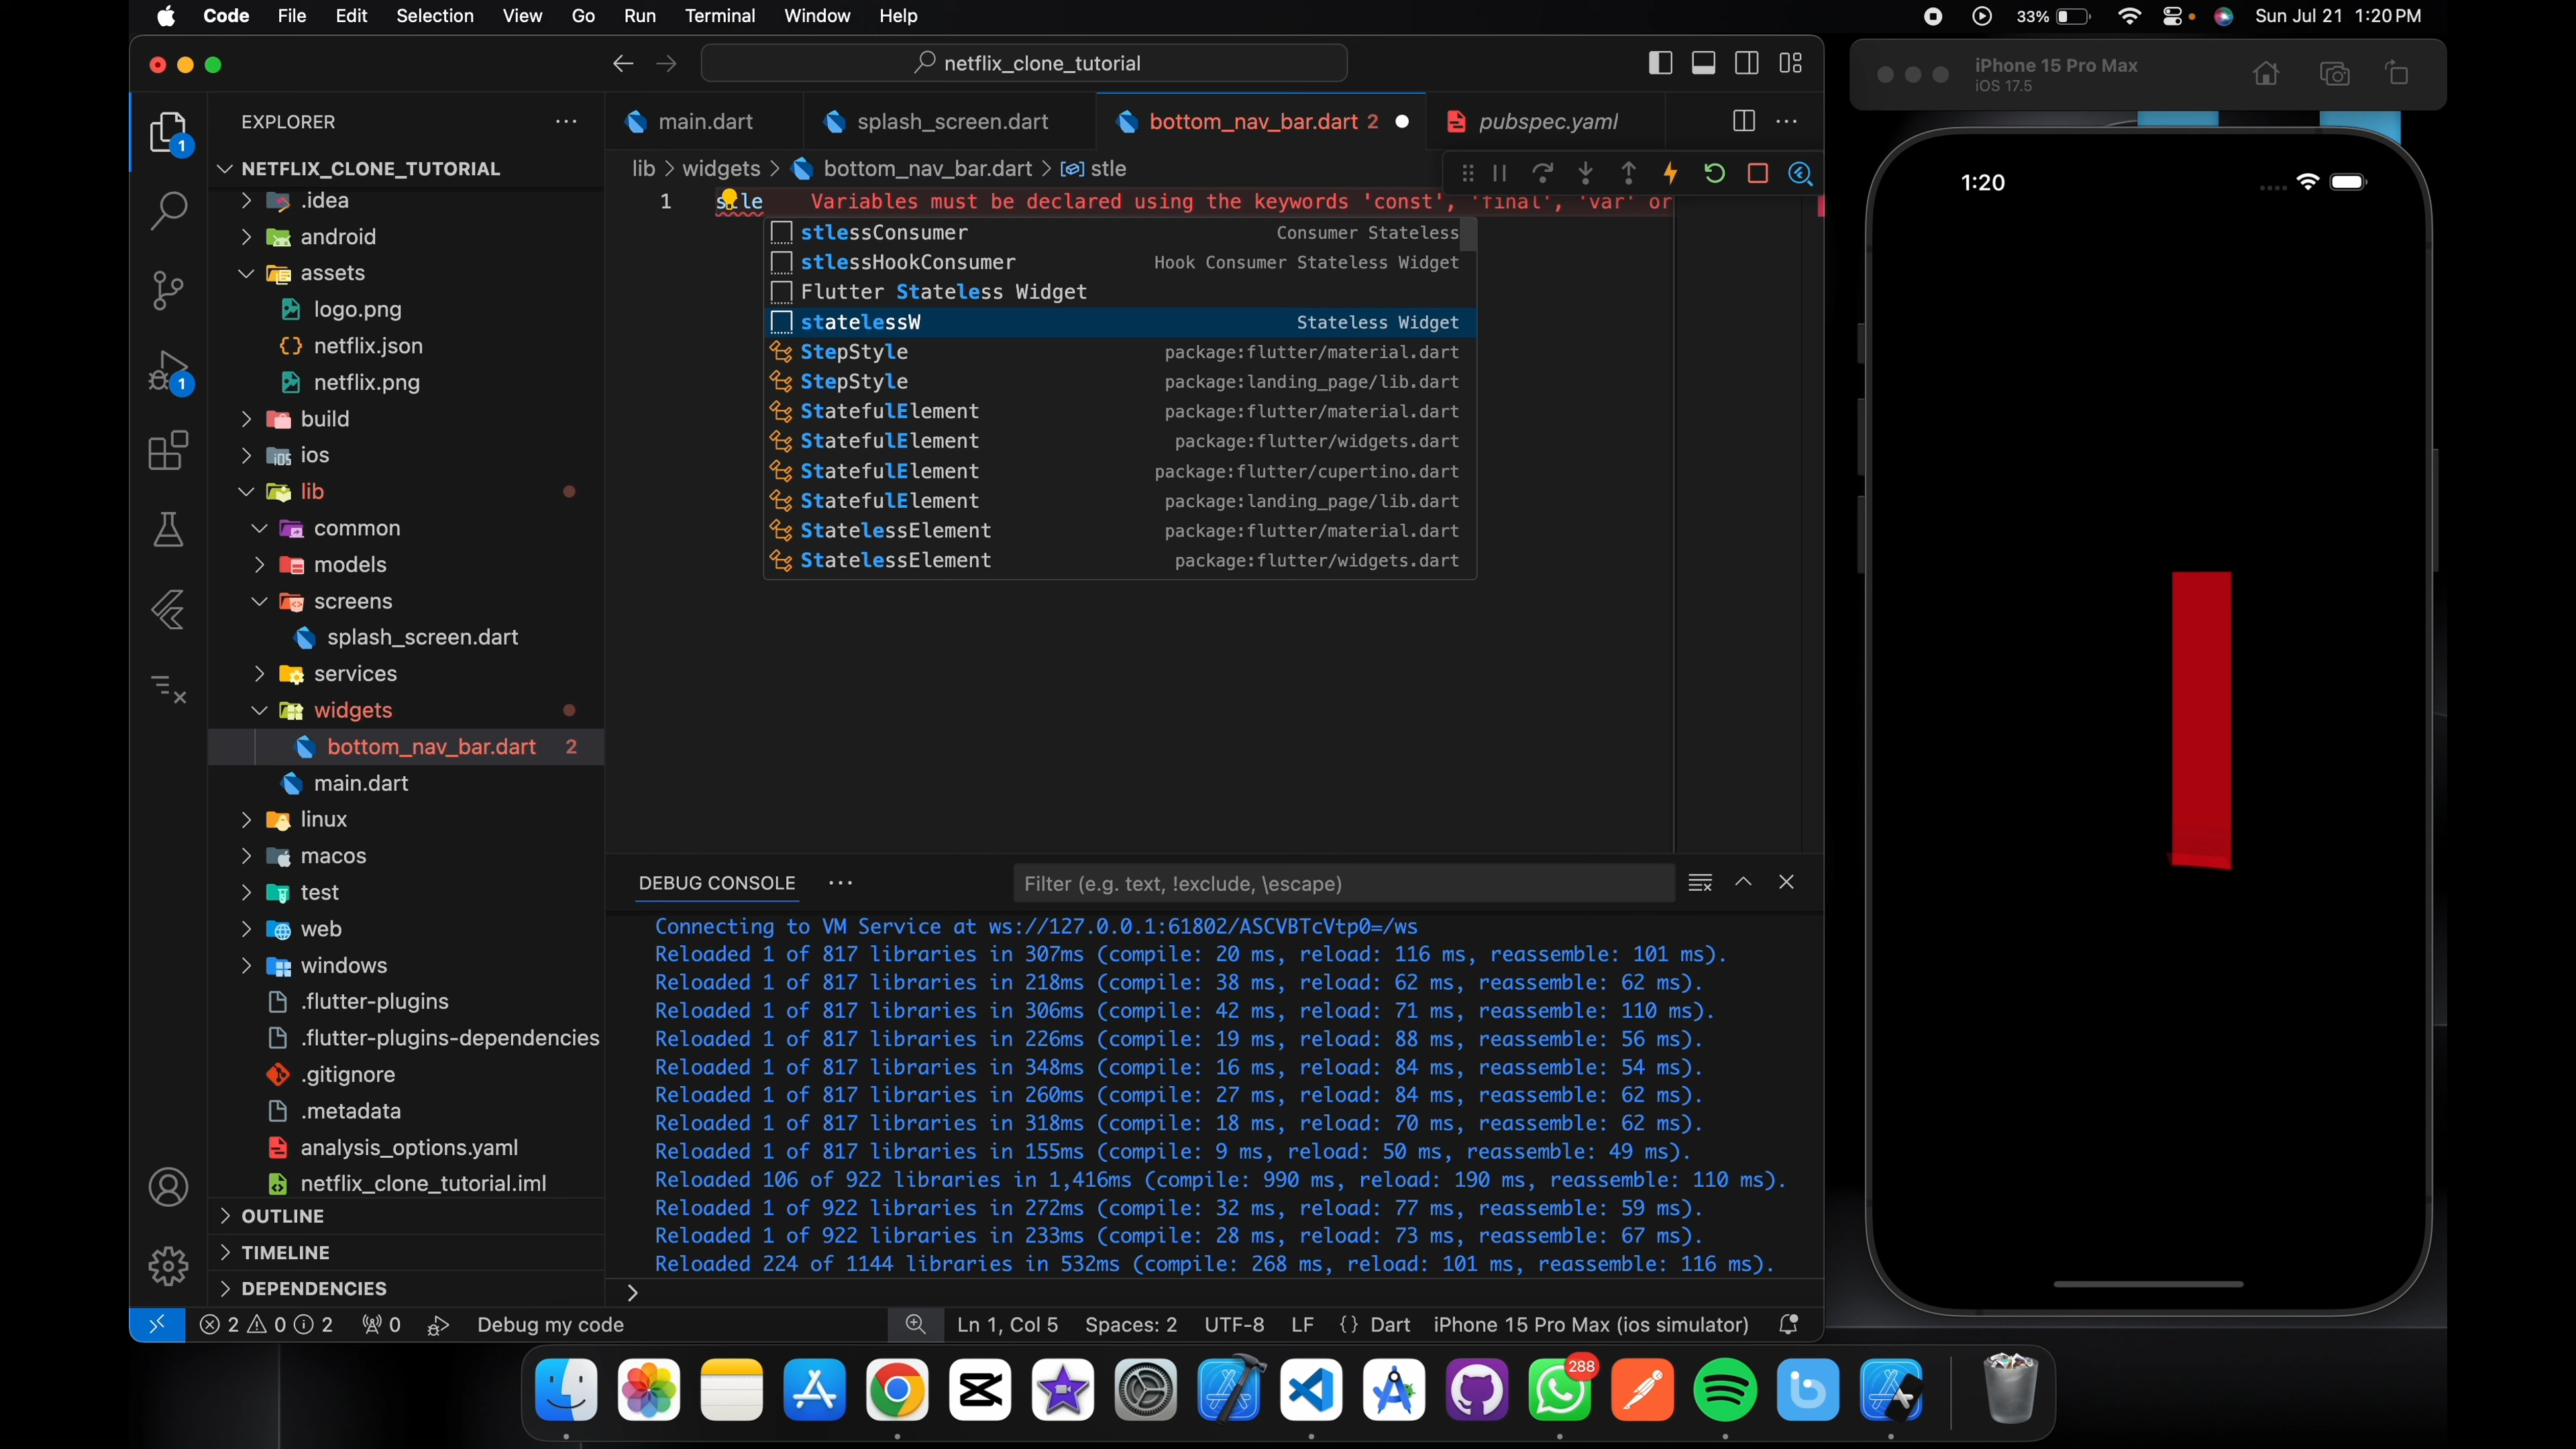 Code File Edit Selection View Go Run Terminal Window Help
33%
Sun Jul 21 1:20 PM
netflix_clone_tutorial
iPhone 15 Pro Max
iOS 17.5
EXPLORER
main.dart
splash_screen.dart
bottom_nav_bar.dart 2
pubspec.yaml
1
NETFLIX_CLONE_TUTORIAL
lib > widgets > bottom_nav_bar.dart > stle
1:20
1 stle Variables must be declared using the keywords 'const', 'final', 'var' or
.idea
android
assets
logo.png
netflix.json
netflix.png
build
ios
lib
common
models
screens
splash_screen.dart
services
widgets
bottom_nav_bar.dart 2
main.dart
linux
macos
test
web
windows
.flutter-plugins
.flutter-plugins-dependencies
.gitignore
.metadata
analysis_options.yaml
netflix_clone_tutorial.iml
OUTLINE
TIMELINE
DEPENDENCIES
1
stlessConsumer Consumer Stateless
stlessHookConsumer Hook Consumer Stateless Widget
Flutter Stateless Widget
statelessW Stateless Widget
StepStyle package:flutter/material.dart
StepStyle package:landing_page/lib.dart
StatefulElement package:flutter/material.dart
StatefulElement package:flutter/widgets.dart
StatefulElement package:flutter/cupertino.dart
StatefulElement package:landing_page/lib.dart
StatelessElement package:flutter/material.dart
StatelessElement package:flutter/widgets.dart
DEBUG CONSOLE
Filter (e.g. text, !exclude, \escape)
Connecting to VM Service at ws://127.0.0.1:61802/ASCVBTcVtp0=/ws
Reloaded 1 of 817 libraries in 307ms (compile: 20 ms, reload: 116 ms, reassemble: 101 ms).
Reloaded 1 of 817 libraries in 218ms (compile: 38 ms, reload: 62 ms, reassemble: 62 ms).
Reloaded 1 of 817 libraries in 306ms (compile: 42 ms, reload: 71 ms, reassemble: 110 ms).
Reloaded 1 of 817 libraries in 226ms (compile: 19 ms, reload: 88 ms, reassemble: 56 ms).
Reloaded 1 of 817 libraries in 348ms (compile: 16 ms, reload: 84 ms, reassemble: 54 ms).
Reloaded 1 of 817 libraries in 260ms (compile: 27 ms, reload: 84 ms, reassemble: 62 ms).
Reloaded 1 of 817 libraries in 318ms (compile: 18 ms, reload: 70 ms, reassemble: 62 ms).
Reloaded 1 of 817 libraries in 155ms (compile: 9 ms, reload: 50 ms, reassemble: 49 ms).
Reloaded 106 of 922 libraries in 1,416ms (compile: 990 ms, reload: 190 ms, reassemble: 110 ms).
Reloaded 1 of 922 libraries in 272ms (compile: 32 ms, reload: 77 ms, reassemble: 59 ms).
Reloaded 1 of 922 libraries in 233ms (compile: 28 ms, reload: 73 ms, reassemble: 67 ms).
Reloaded 224 of 1144 libraries in 532ms (compile: 268 ms, reload: 101 ms, reassemble: 116 ms).
2 0 2 0 Debug my code
Ln 1, Col 5 Spaces: 2 UTF-8 LF {} Dart iPhone 15 Pro Max (ios simulator)
288